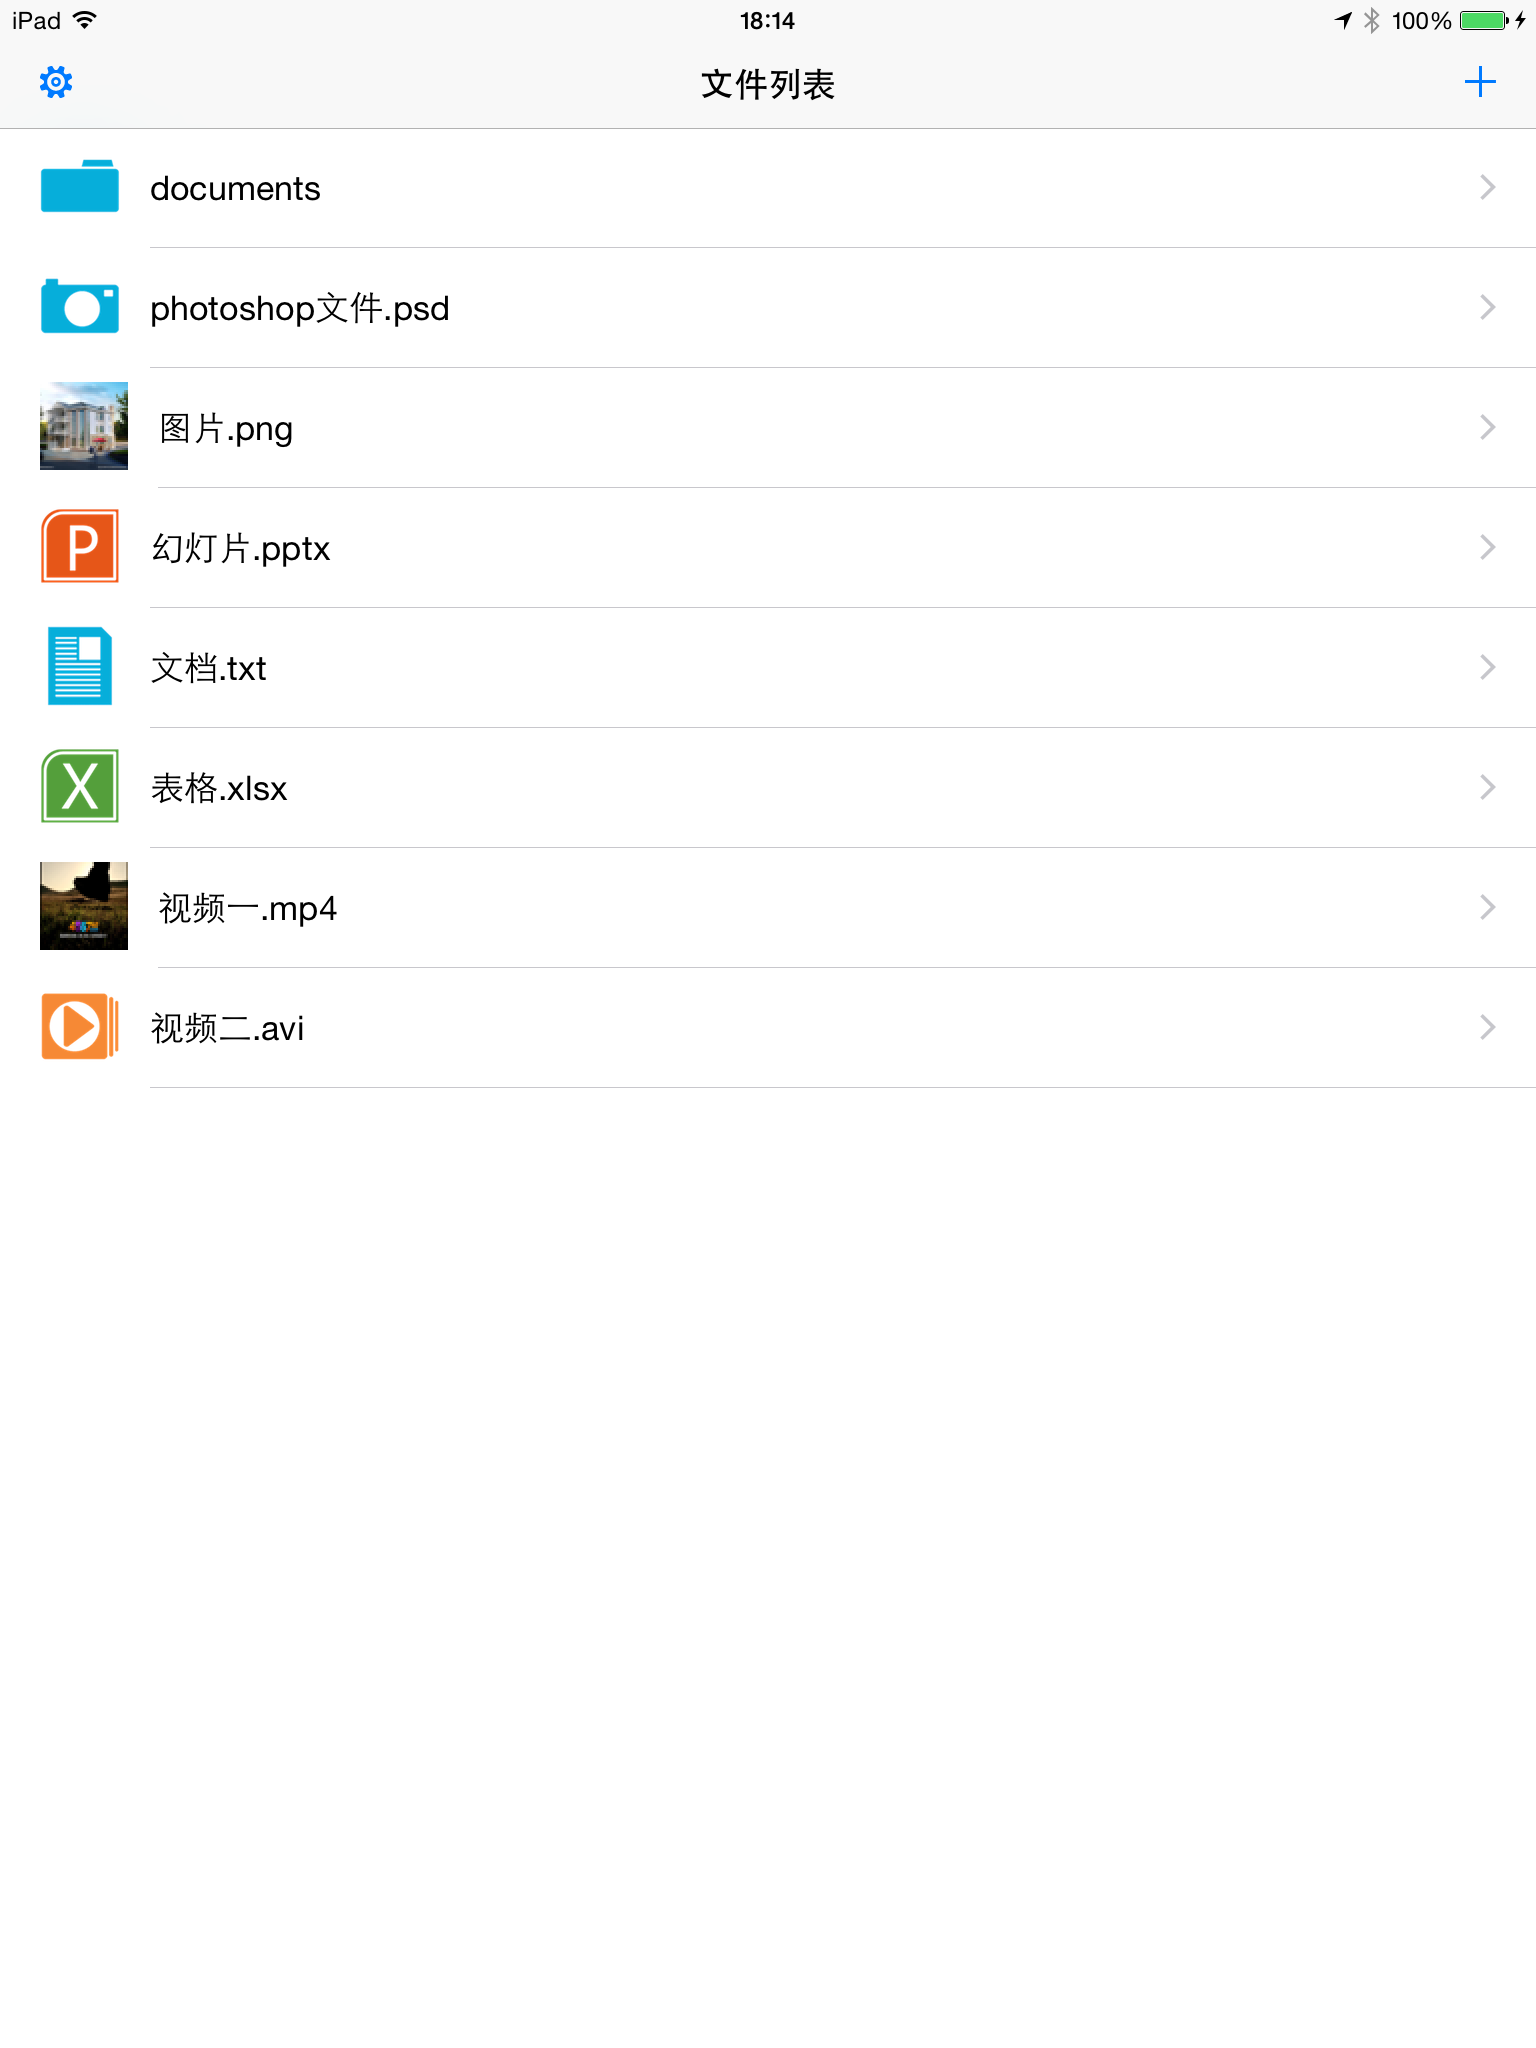 iPad 18:14 100%
文件列表
documents
photoshop文件.psd
图片.png
幻灯片.pptx
文档.txt
表格.xlsx
视频一.mp4
视频二.avi